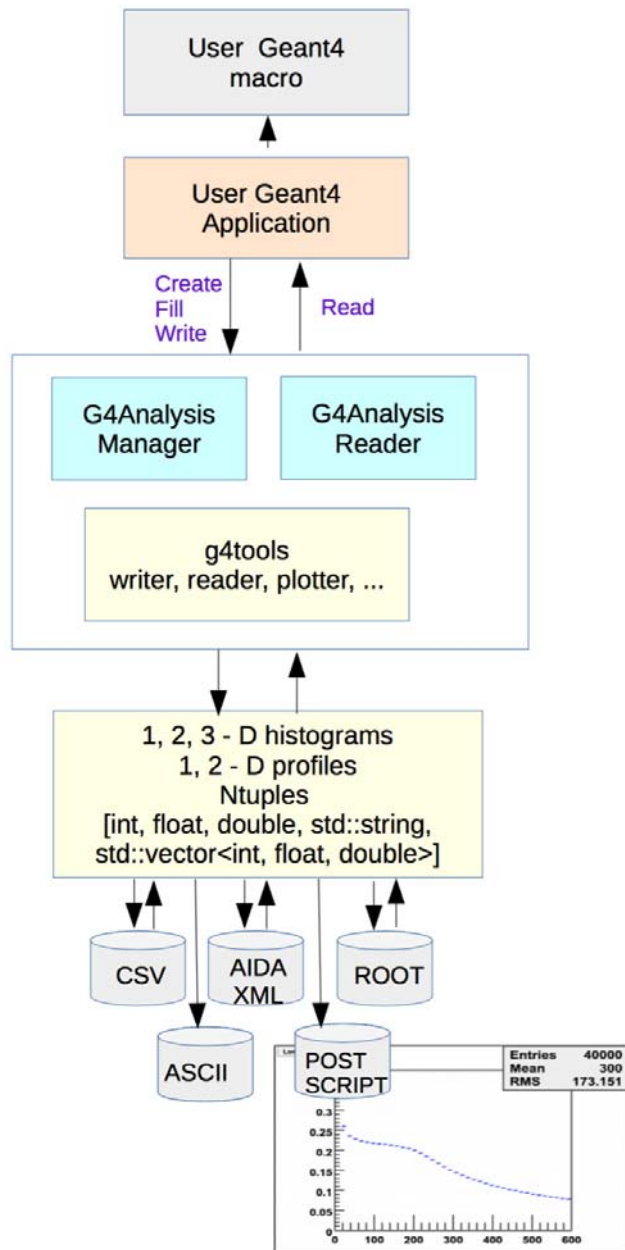 User Geant4
macro
User Geant4
Application
Create
Fill
Write
Read
G4Analysis
Manager
G4Analysis
Reader
g4tools
writer, reader, plotter, ...
1, 2, 3 - D histograms
1, 2 - D profiles
Ntuples
[int, float, double, std::string,
std::vector<int, float, double>]
CSV
AIDA
XML
ROOT
ASCII
POST
SCRIPT
Entries 40000
Mean 300
RMS 173.151
0.3
0.25
0.2
0.15
0.1
0.05
0
0 100 200 300 400 500 600